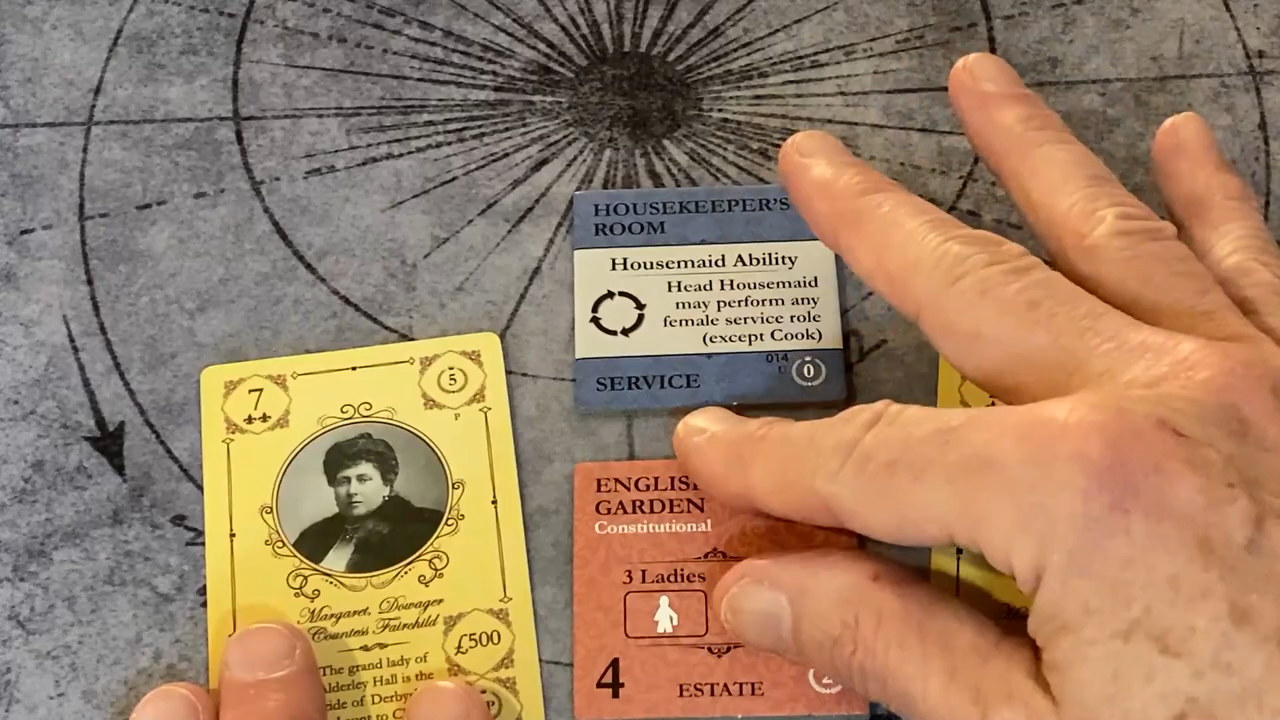 HOUSEKEEPER'S
ROOM
Housemaid Ability
Head Housemaid
may perform any
female service role
(except Cook)
014
U
0
SERVICE
7
5
P
Margaret, Dowager
Countess Fairchild
£500
The grand lady of
Alderley Hall is the
P
GARDEN
Constitutional
3 Ladies
4
ESTATE
2